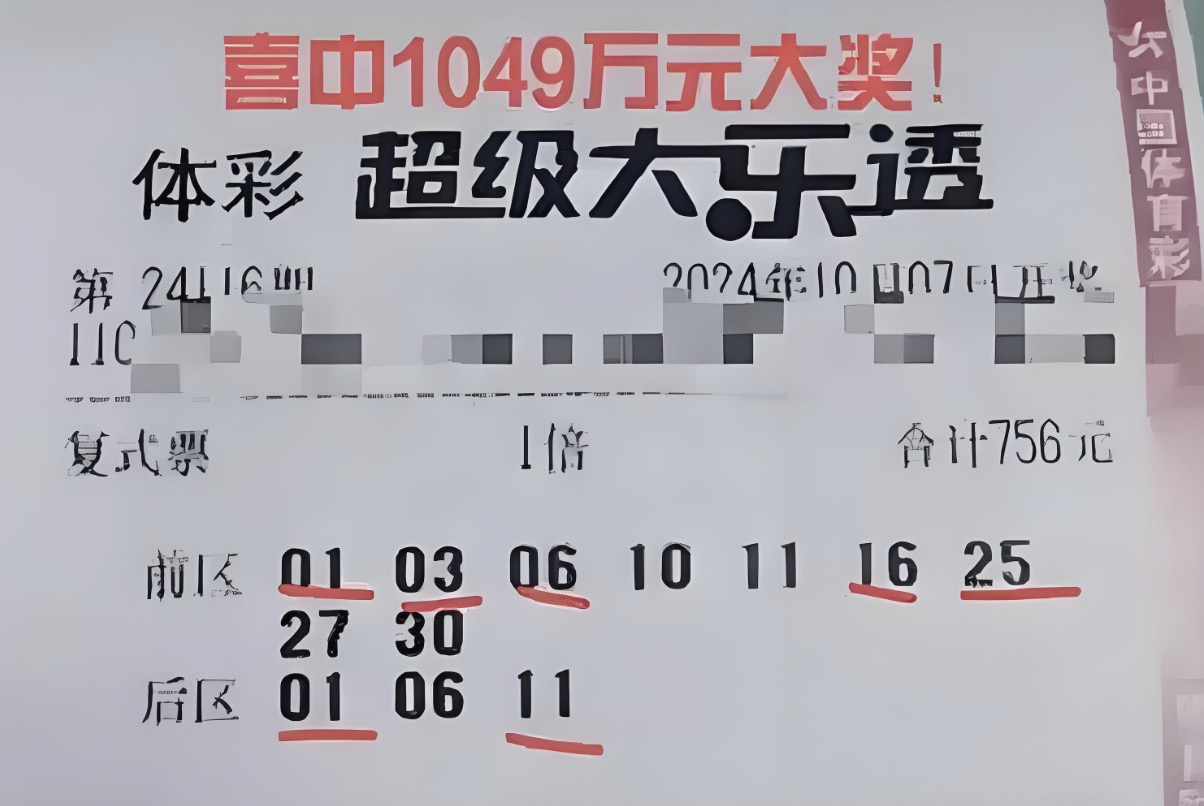 喜中1049万元大奖!
体彩 超级大乐透
第 24116期 2024年10月07日开奖
110
复式票 1倍 合计756元
前区 01 03 06 10 11 16 25
27 30
后区 01 06 11
中国体育彩